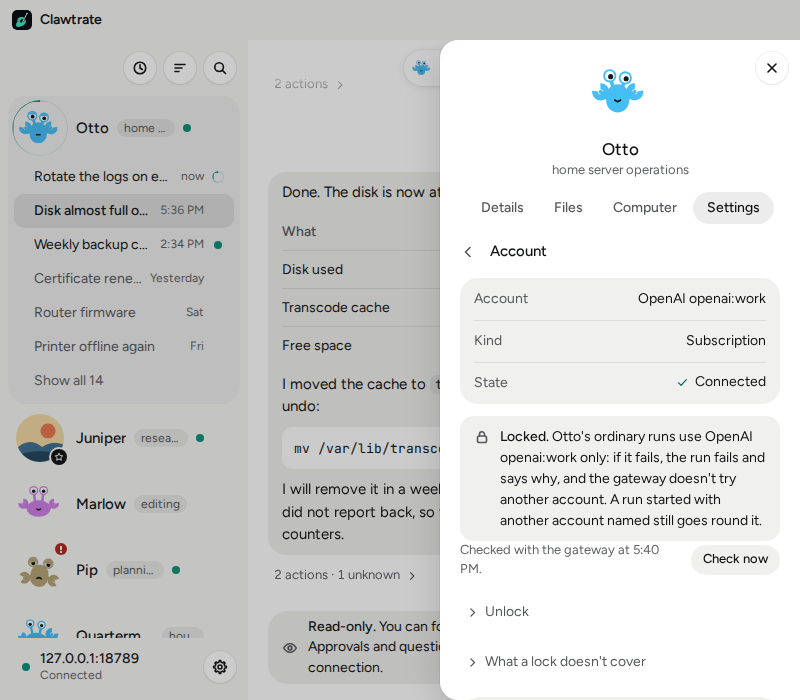 Clawtrate
Otto
home ...
Rotate the logs on e...
now
Disk almost full o...
5:36 PM
Weekly backup c...
2:34 PM
Certificate rene...
Yesterday
Router firmware
Sat
Printer offline again
Fri
Show all 14
Juniper
resea...
Marlow
editing
Pip
planni...
Quarterm
hou
127.0.0.1:18789
Connected
2 actions
Done. The disk is now at
What
Disk used
Transcode cache
Free space
I moved the cache to
undo:
mv /var/lib/transc
I will remove it in a wee
did not report back, so
counters.
2 actions · 1 unknown
Read-only. You can fo
Approvals and questi
connection.
Otto
home server operations
Details
Files
Computer
Settings
Account
Account
OpenAI openai:work
Kind
Subscription
State
Connected
Locked. Otto's ordinary runs use OpenAI
openai:work only: if it fails, the run fails and
says why, and the gateway doesn't try
another account. A run started with
another account named still goes round it.
Checked with the gateway at 5:40
PM.
Check now
Unlock
What a lock doesn't cover